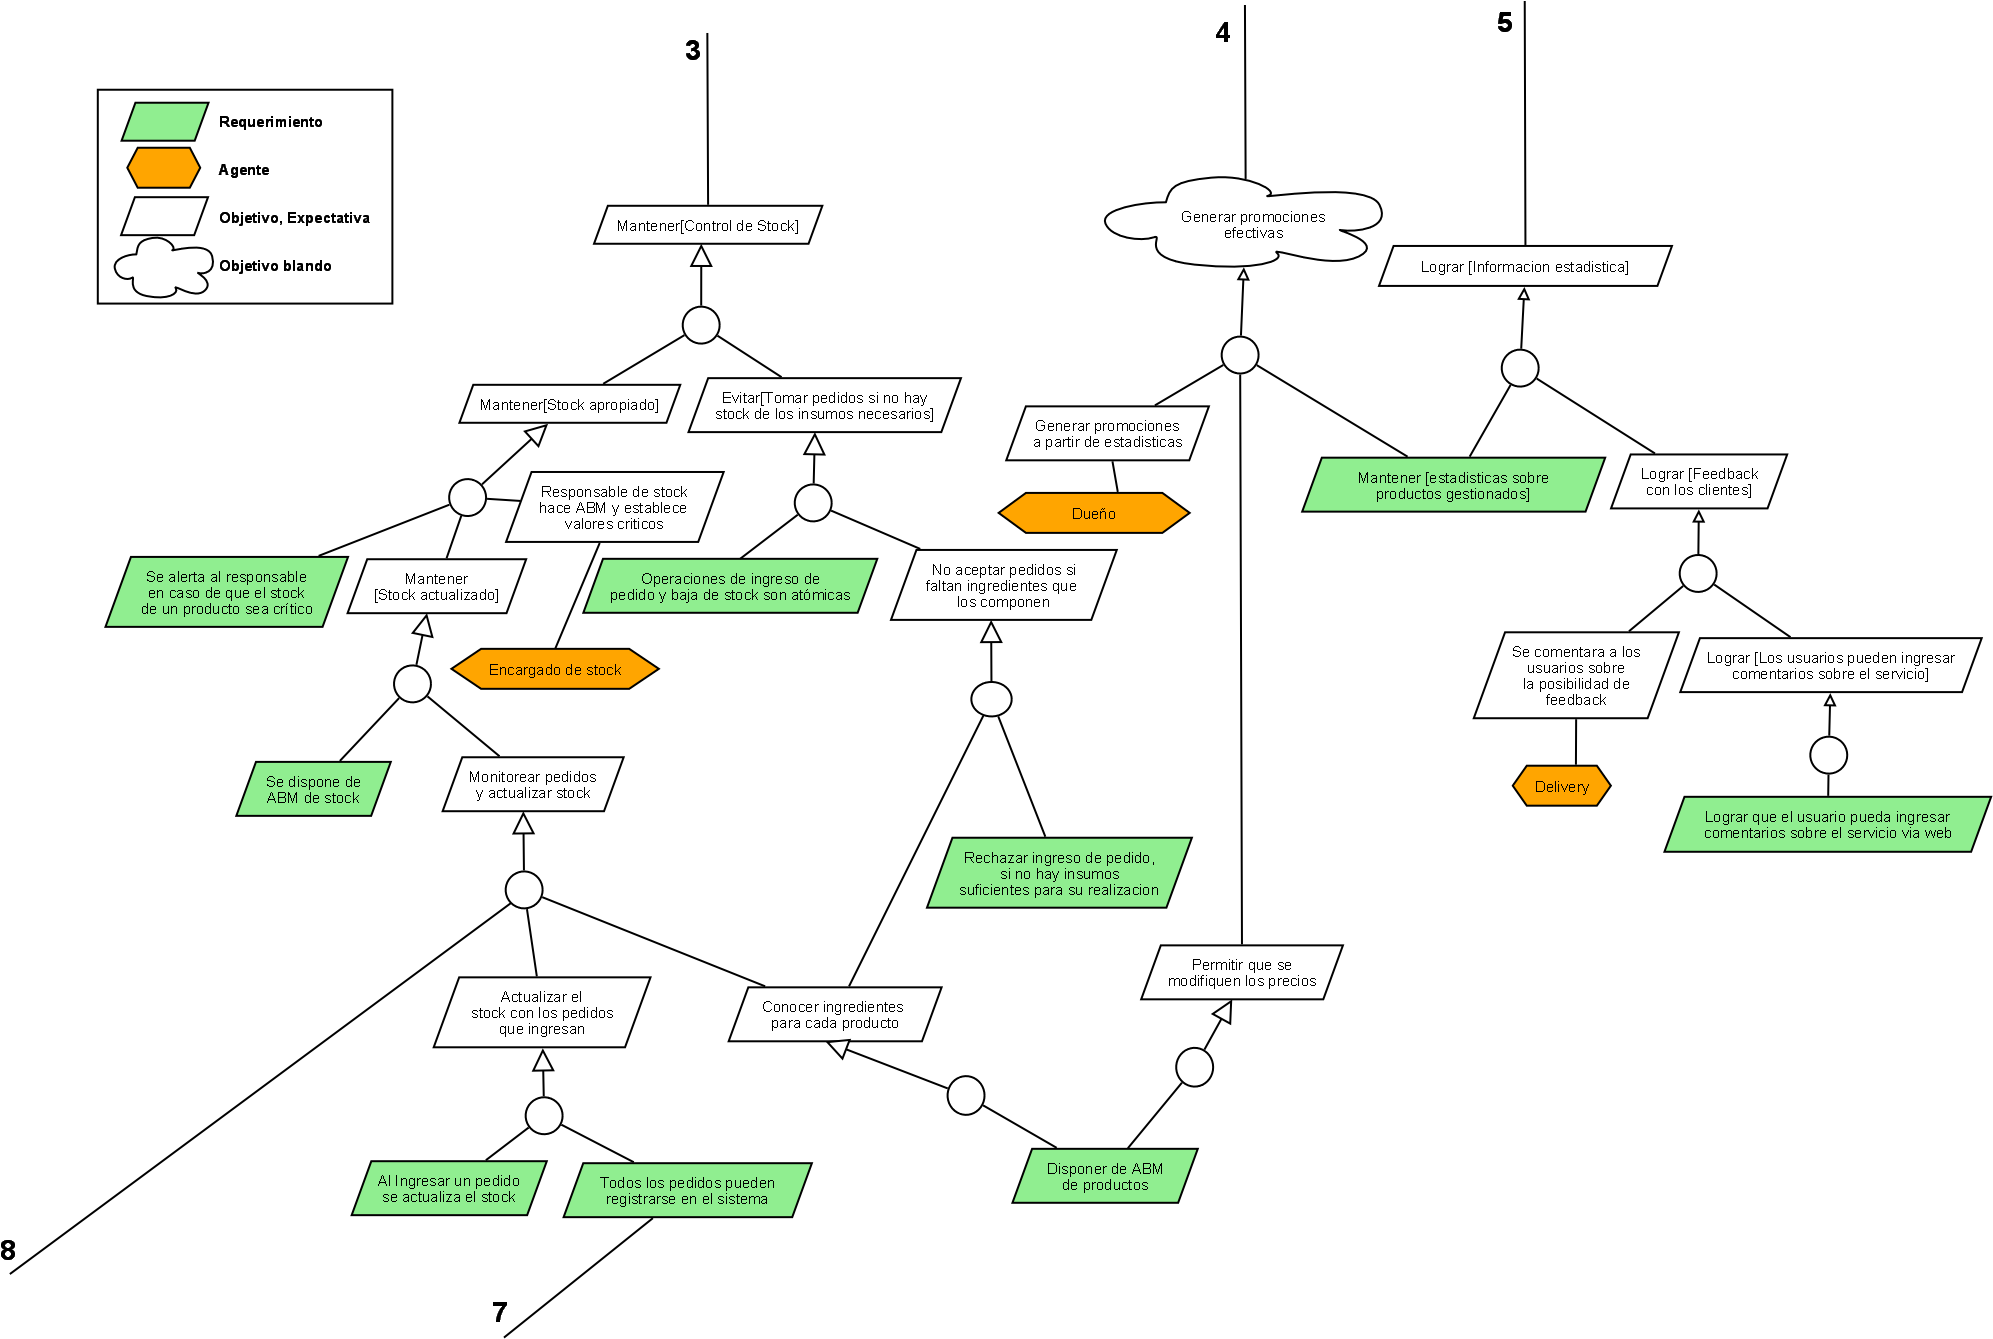 3
4
5
Requerimiento
Agente
Objetivo, Expectativa
Objetivo blando
Mantener[Control de Stock]
Generar promociones
efectivas
Lograr [Informacion estadistica]
Mantener[Stock apropiado]
Evitar[Tomar pedidos si no hay
stock de los insumos necesarios]
Generar promociones
a partir de estadisticas
Dueño
Mantener [estadisticas sobre
productos gestionados]
Lograr [Feedback
con los clientes]
Responsable de stock
hace ABM y establece
valores criticos
Se alerta al responsable
en caso de que el stock
de un producto sea crítico
Mantener
[Stock actualizado]
Operaciones de ingreso de
pedido y baja de stock son atómicas
No aceptar pedidos si
faltan ingredientes que
los componen
Encargado de stock
Se comentara a los
usuarios sobre
la posibilidad de
feedback
Lograr [Los usuarios pueden ingresar
comentarios sobre el servicio]
Delivery
Lograr que el usuario pueda ingresar
comentarios sobre el servicio via web
Se dispone de
ABM de stock
Monitorear pedidos
y actualizar stock
Rechazar ingreso de pedido,
si no hay insumos
suficientes para su realizacion
Permitir que se
modifiquen los precios
Actualizar el
stock con los pedidos
que ingresan
Conocer ingredientes
para cada producto
Al Ingresar un pedido
se actualiza el stock
Todos los pedidos pueden
registrarse en el sistema
Disponer de ABM
de productos
8
7